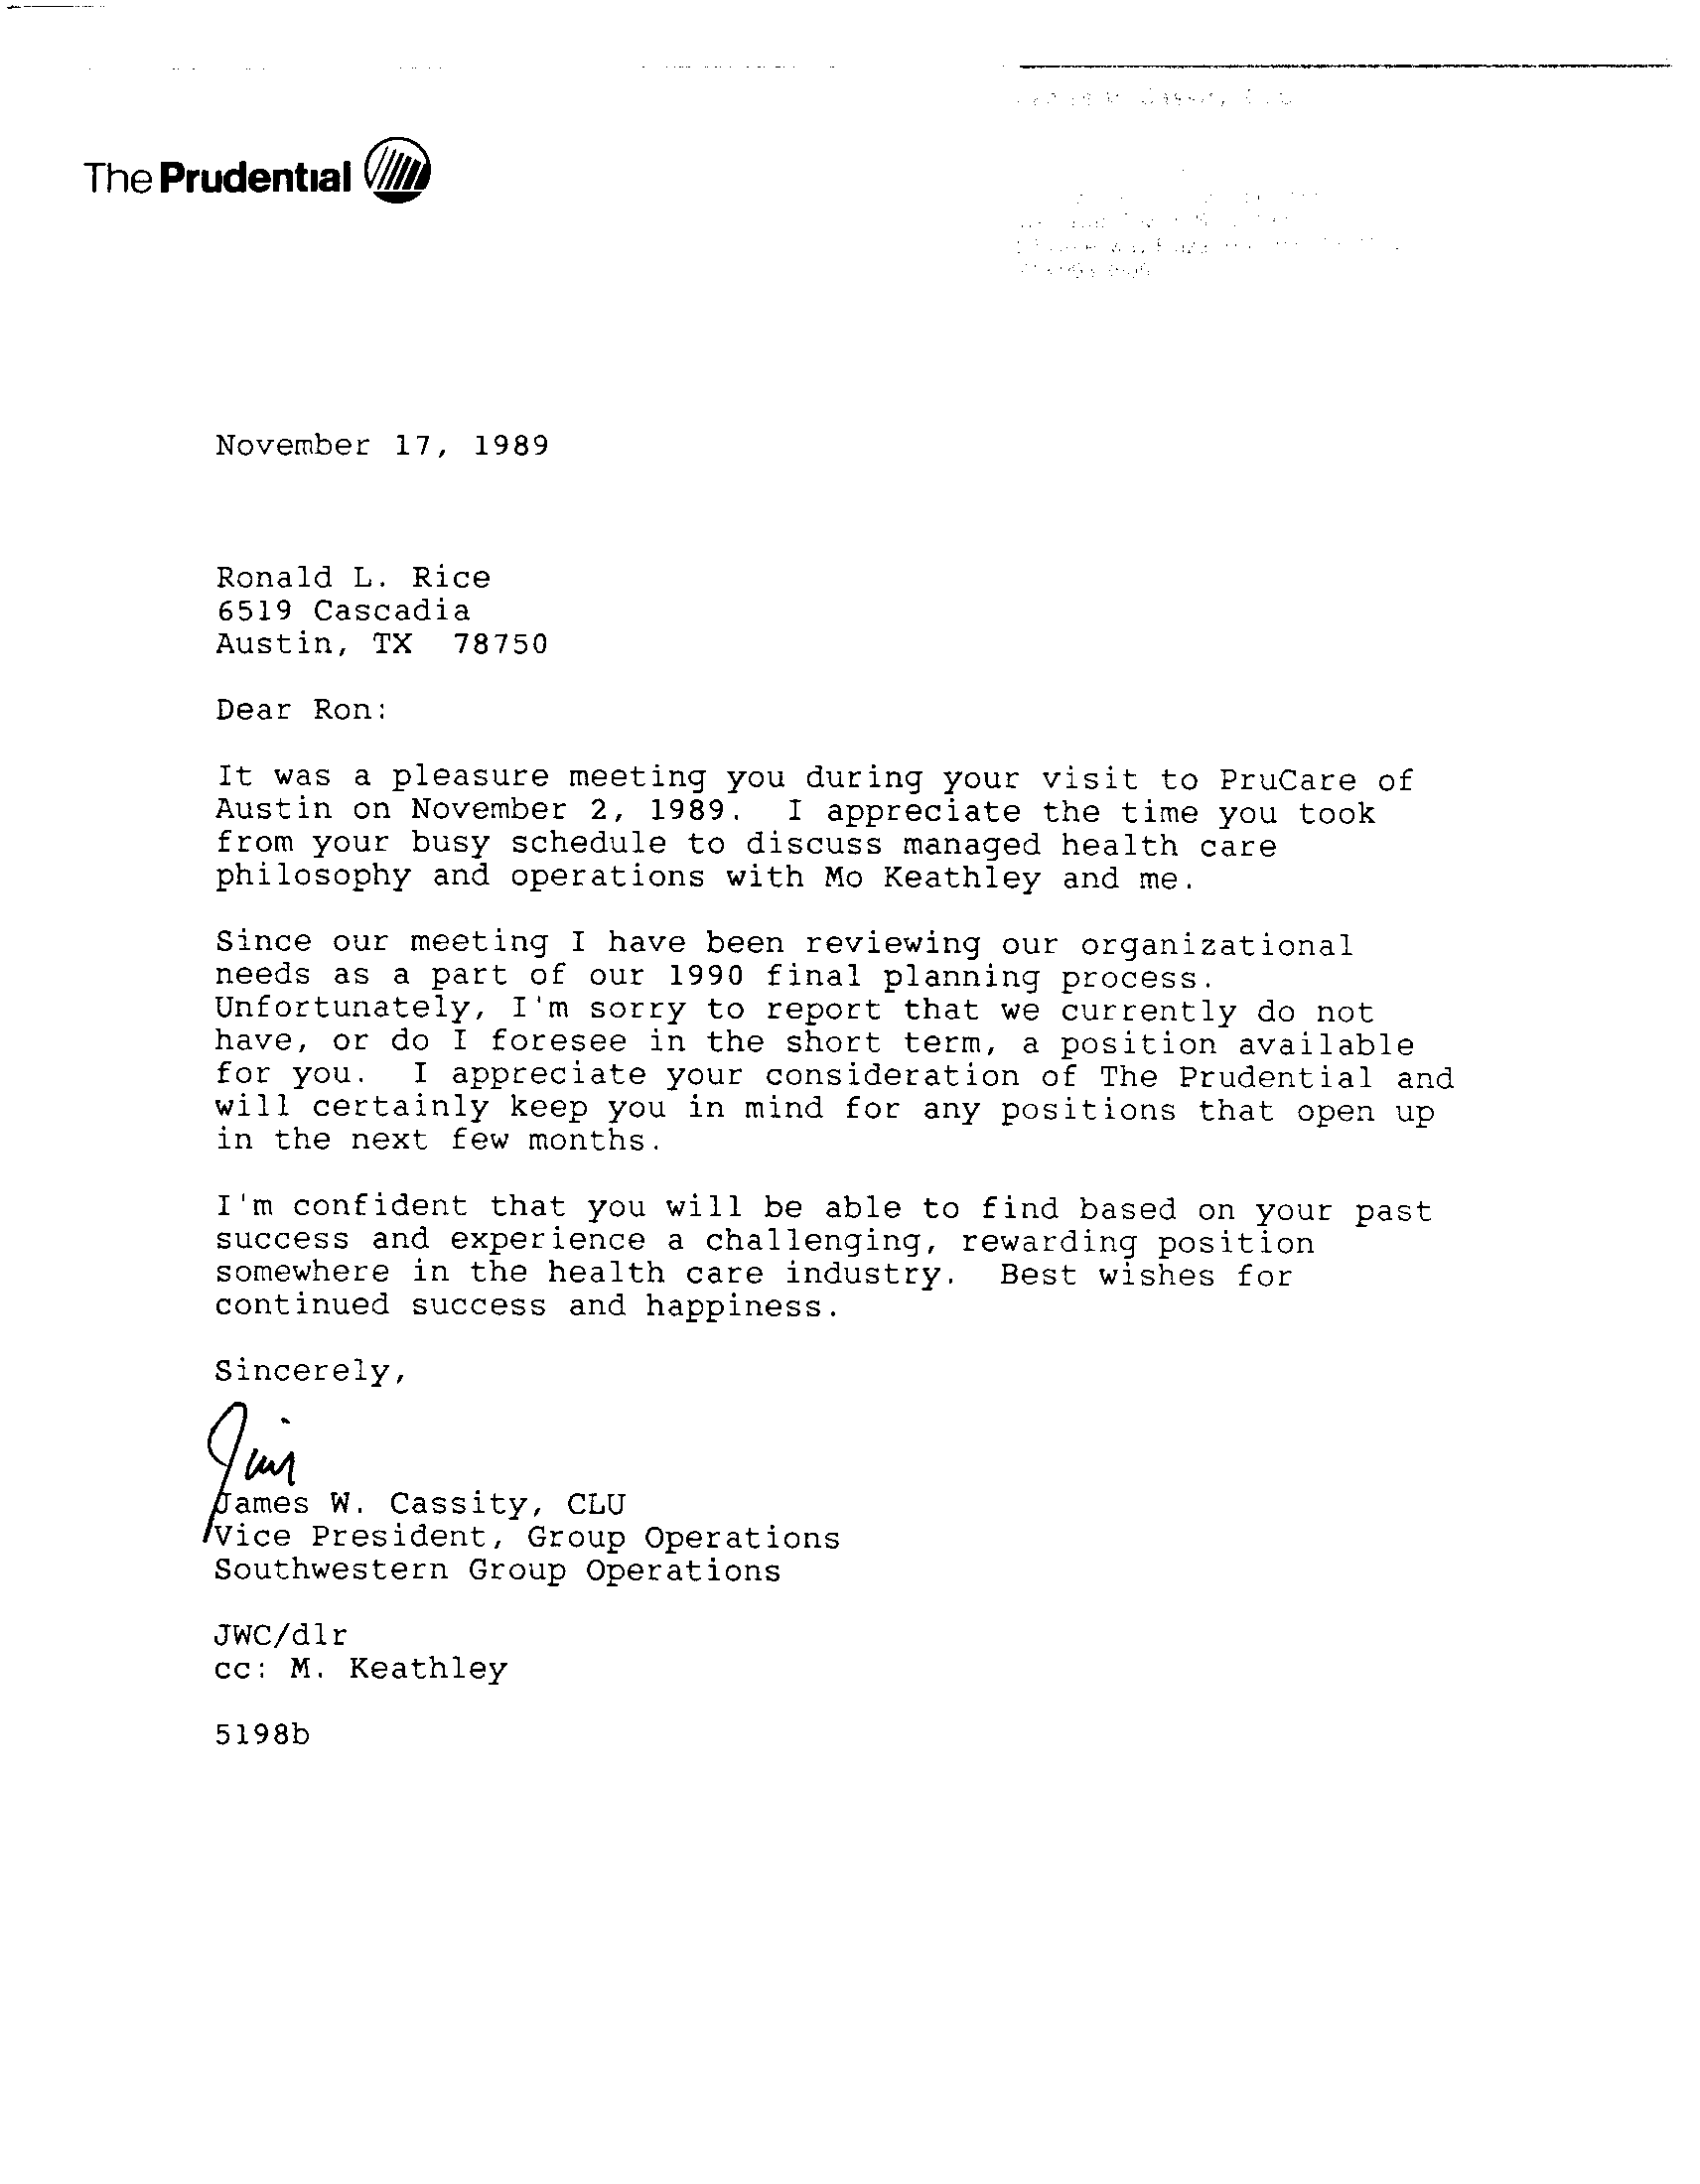 The Prudential
November 17, 1989
Ronald L. Rice
6519 Cascadia
Austin, TX  78750
Dear Ron:
It was a pleasure meeting you during your visit to PruCare of
Austin on November 2, 1989.  I appreciate the time you took
from your busy schedule to discuss managed health care
philosophy and operations with Mo Keathley and me.
Since our meeting I have been reviewing our organizational
needs as a part of our 1990 final planning process.
Unfortunately, I'm sorry to report that we currently do not
have, or do I foresee in the short term, a position available
for you.  I appreciate your consideration of The Prudential and
will certainly keep you in mind for any positions that open up
in the next few months.
I'm confident that you will be able to find based on your past
success and experience a challenging, rewarding position
somewhere in the health care industry.  Best wishes for
continued success and happiness.
Sincerely,
Jim
James W. Cassity, CLU
Vice President, Group Operations
Southwestern Group Operations
JWC/dlr
cc: M. Keathley
5198b